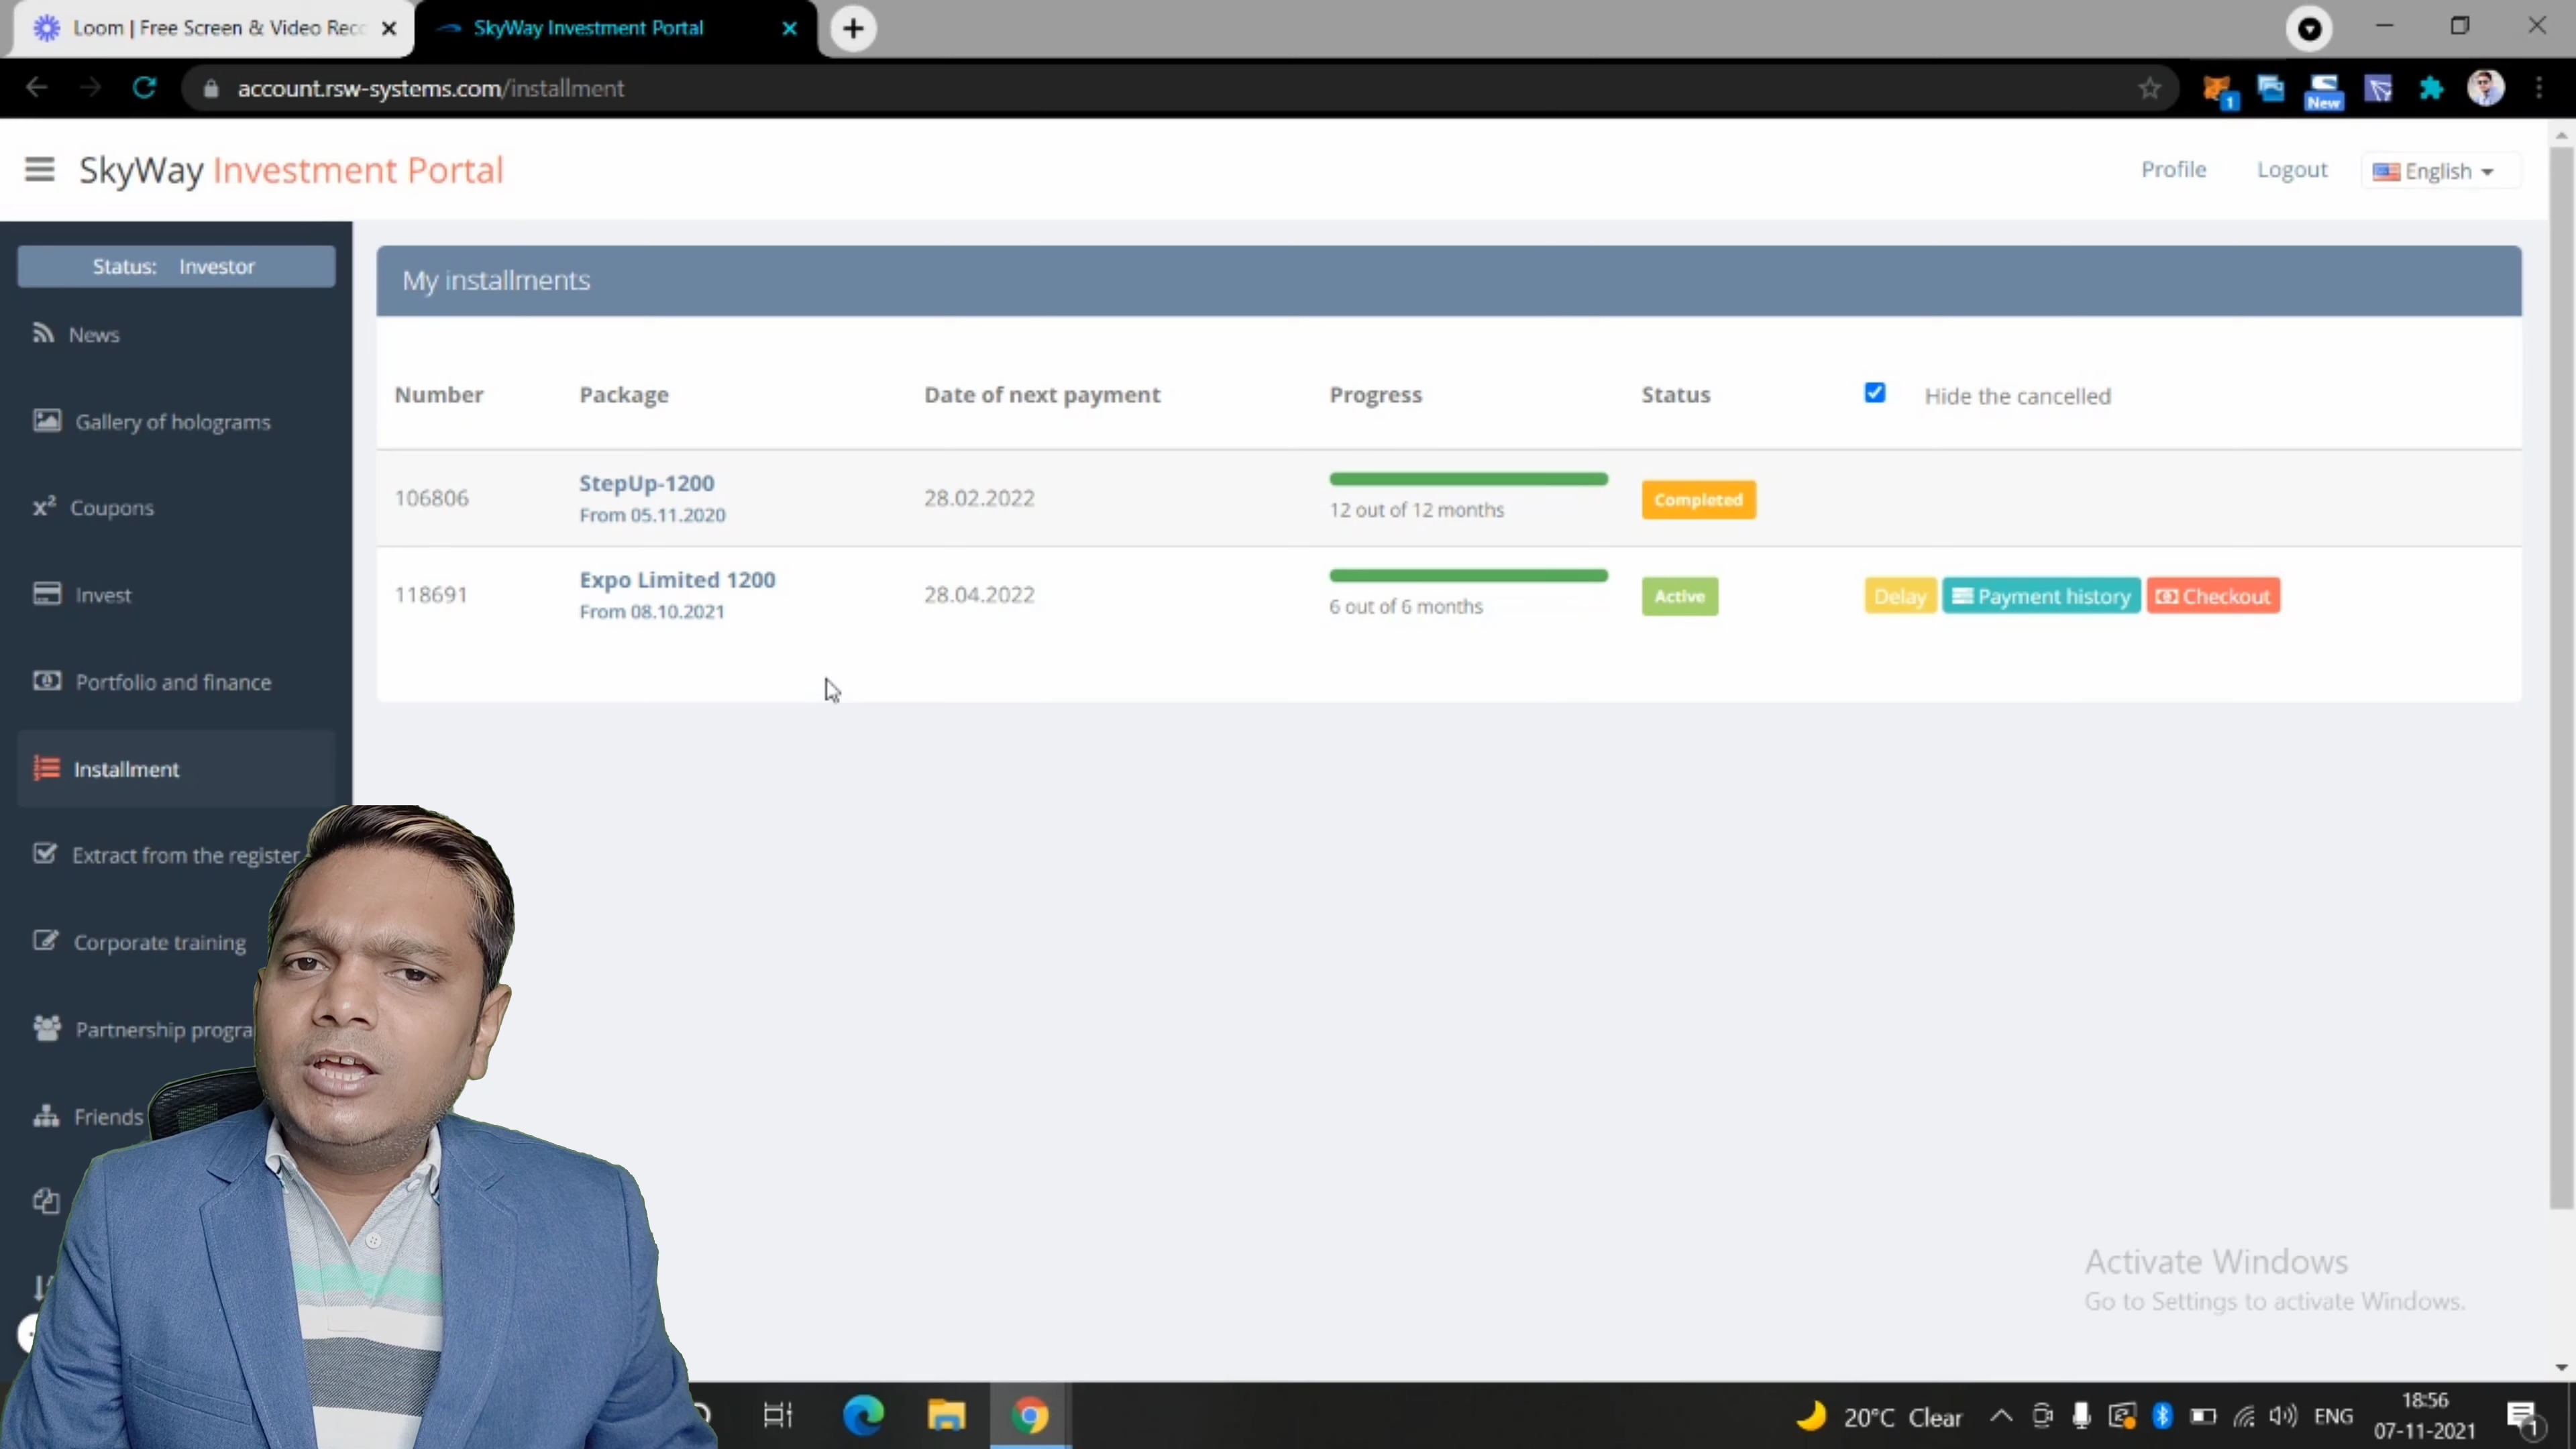 Loom | Free Screen & Video Reco
SkyWay Investment Portal
account.rsw-systems.com/installment
1
New
SkyWay Investment Portal
Profile
Logout
English
Status: Investor
News
Gallery of holograms
Coupons
Invest
Portfolio and finance
Installment
Extract from the register
Corporate training
Partnership progra
Friends
My installments
Number Package Date of next payment Progress Status Hide the cancelled
106806 StepUp-1200 28.02.2022 Completed
From 05.11.2020 12 out of 12 months
118691 Expo Limited 1200 28.04.2022 Active Delay Payment history Checkout
From 08.10.2021 6 out of 6 months
Activate Windows
Go to Settings to activate Windows.
20°C Clear
ENG
18:56
07-11-2021
1